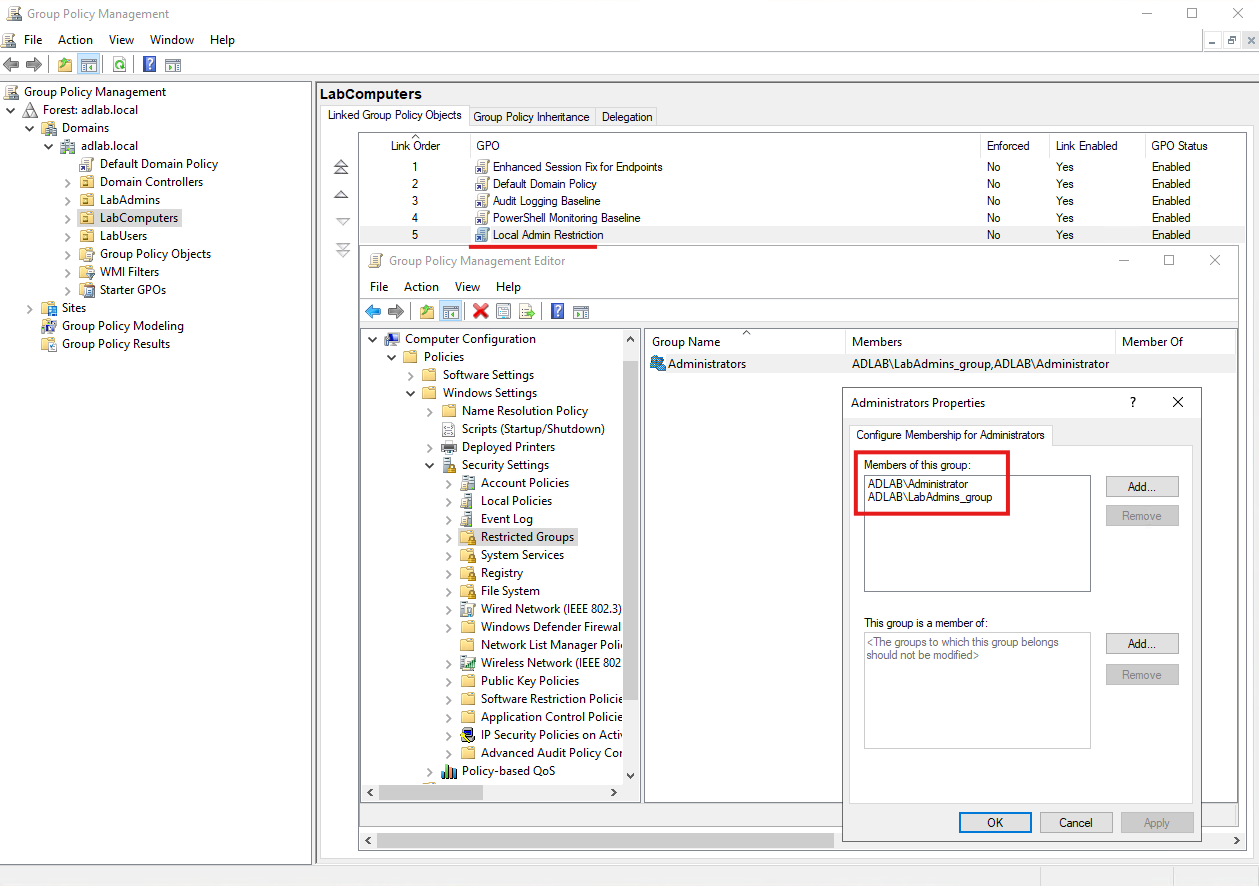 Group Policy Management
File Action View Window Help
Group Policy Management
Forest: adlab.local
Domains
adlab.local
Default Domain Policy
Domain Controllers
LabAdmins
LabComputers
LabUsers
Group Policy Objects
WMI Filters
Starter GPOs
Sites
Group Policy Modeling
Group Policy Results
LabComputers
Linked Group Policy Objects Group Policy Inheritance Delegation
Link Order GPO Enforced Link Enabled GPO Status
1 Enhanced Session Fix for Endpoints No Yes Enabled
2 Default Domain Policy No Yes Enabled
3 Audit Logging Baseline No Yes Enabled
4 PowerShell Monitoring Baseline No Yes Enabled
5 Local Admin Restriction No Yes Enabled
Group Policy Management Editor
File Action View Help
Computer Configuration
Policies
Software Settings
Windows Settings
Name Resolution Policy
Scripts (Startup/Shutdown)
Deployed Printers
Security Settings
Account Policies
Local Policies
Event Log
Restricted Groups
System Services
Registry
File System
Wired Network (IEEE 802.3)
Windows Defender Firewal
Network List Manager Poli
Wireless Network (IEEE 802
Public Key Policies
Software Restriction Policie
Application Control Policie
IP Security Policies on Activ
Advanced Audit Policy Cor
Policy-based QoS
Group Name Members Member Of
Administrators ADLAB\LabAdmins_group,ADLAB\Administrator
Administrators Properties ?
Configure Membership for Administrators
Members of this group:
ADLAB\Administrator
ADLAB\LabAdmins_group
Add...
Remove
This group is a member of:
<The groups to which this group belongs
should not be modified>
Add...
Remove
OK Cancel Apply